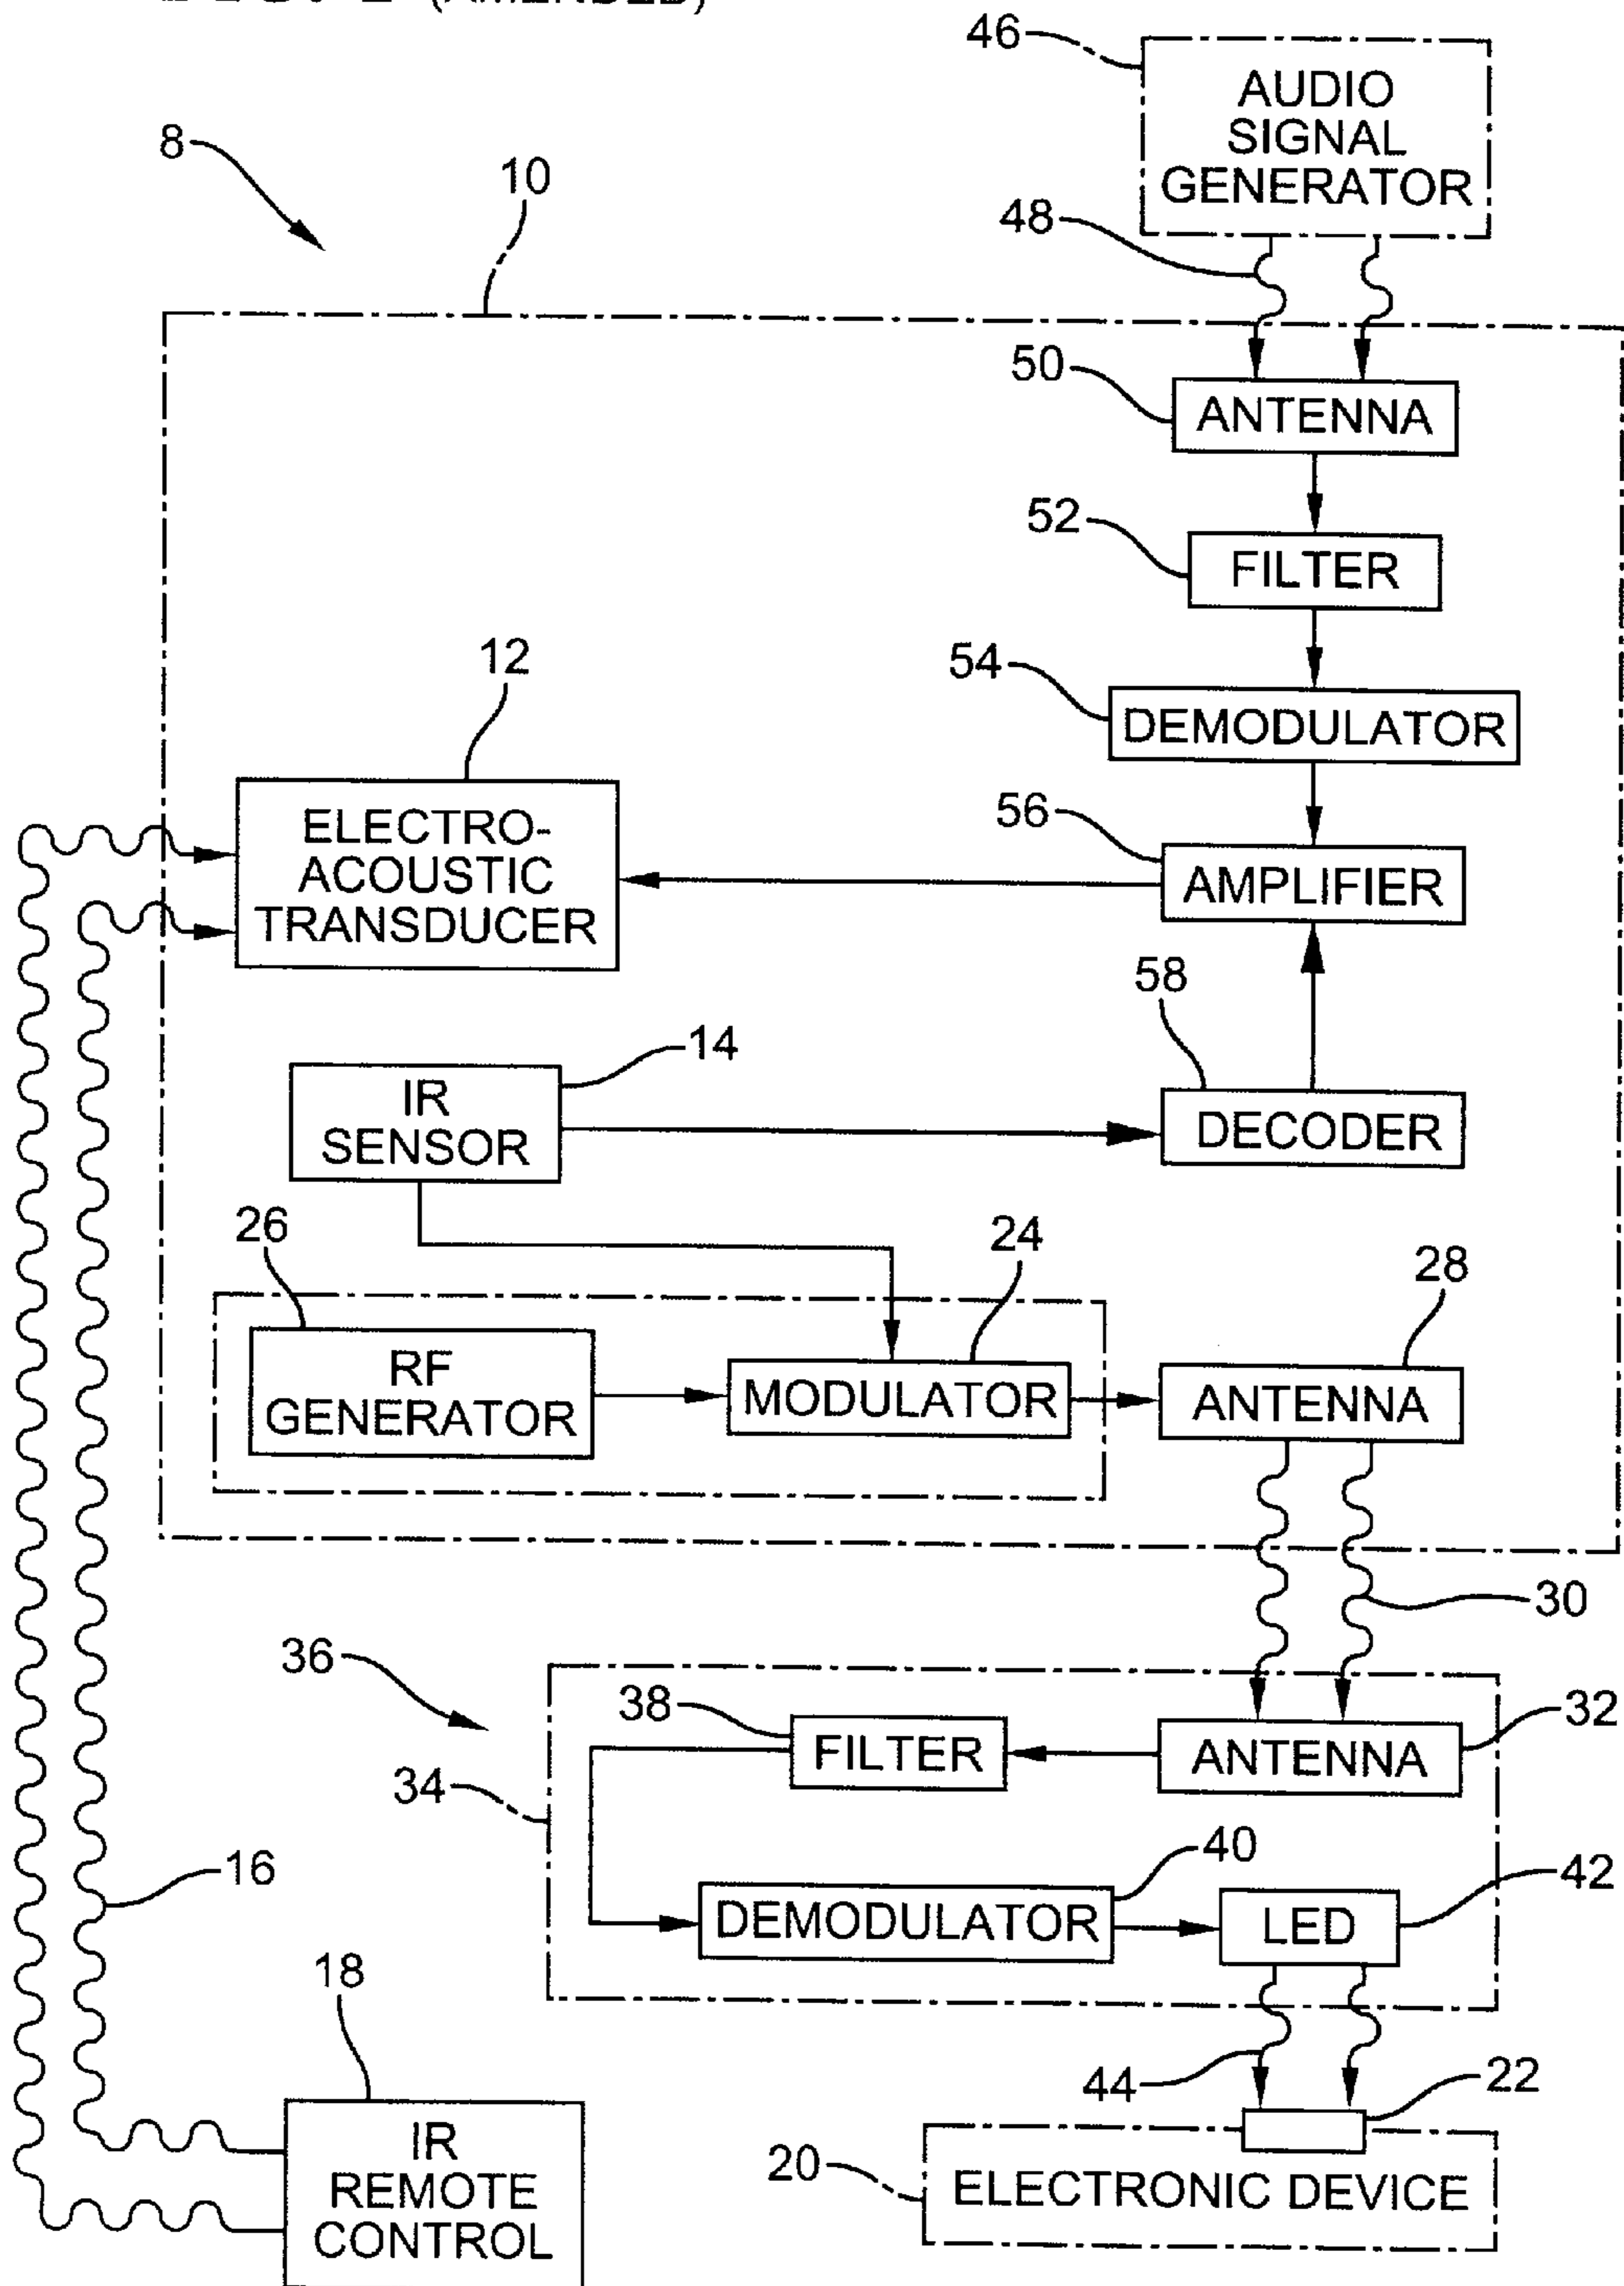 (AMENDED)
46
AUDIO
SIGNAL
GENERATOR
8
10
48
50
ANTENNA
52
FILTER
54
DEMODULATOR
12
ELECTRO-
ACOUSTIC
TRANSDUCER
56
AMPLIFIER
58
14
IR
SENSOR
DECODER
26
24
28
RF
GENERATOR
MODULATOR
ANTENNA
30
36
38
FILTER
32
ANTENNA
34
40
42
DEMODULATOR
LED
16
18
44
22
IR
REMOTE
CONTROL
20
ELECTRONIC DEVICE